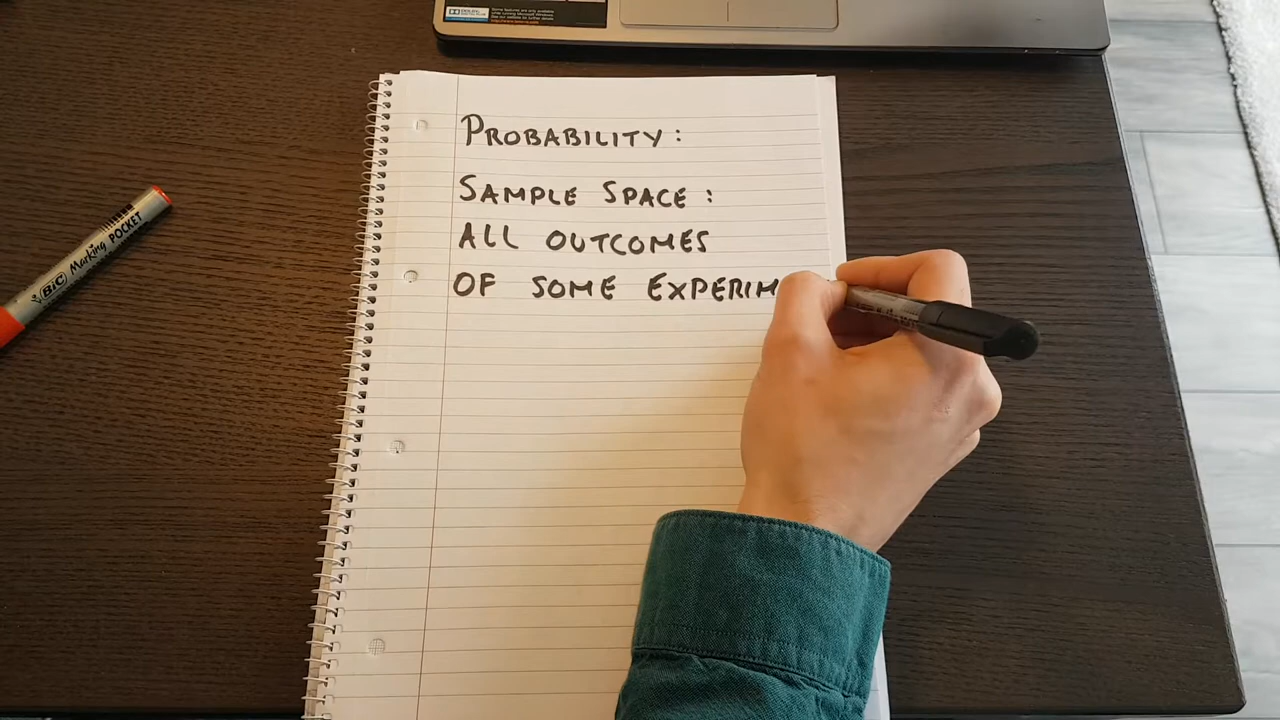 PROBABILITY:
SAMPLE SPACE:
ALL OUTCOMES
OF SOME EXPERIM
BIC Marking POCKET